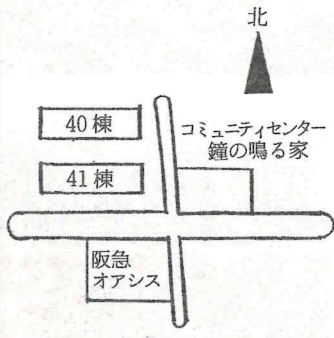 北
40棟
コミュニティセンター
鐘の鳴る家
41棟
阪急
オアシス